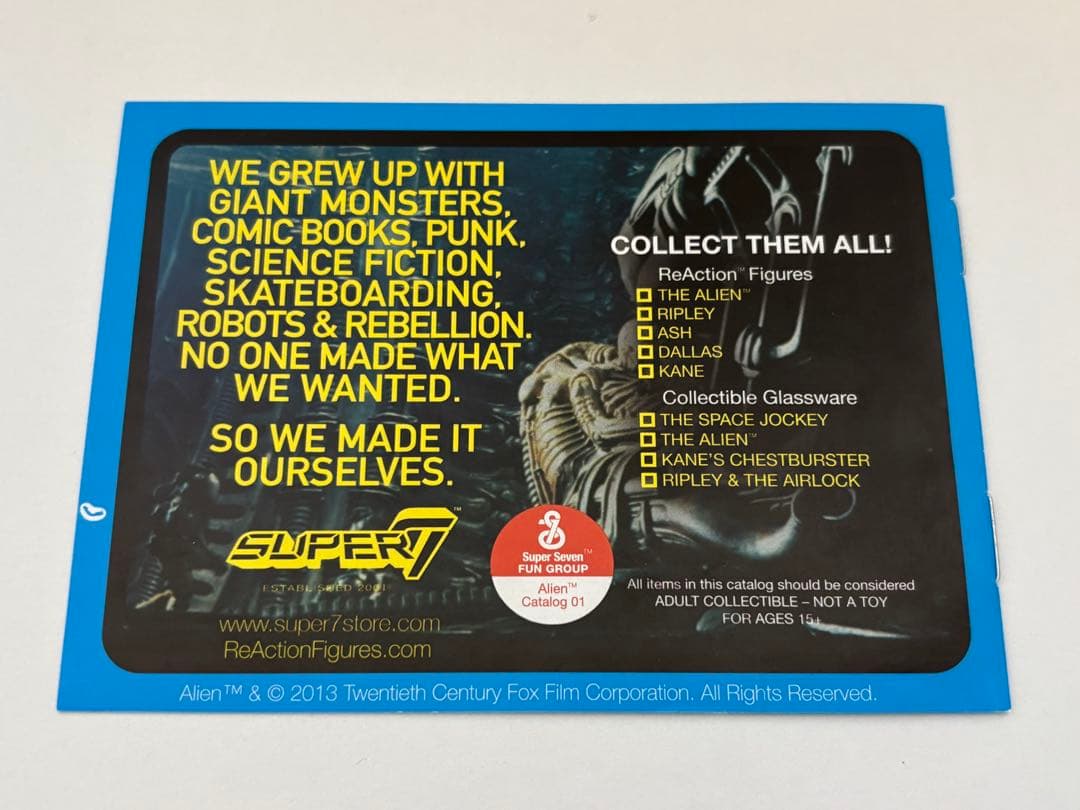 WE GREW UP WITH
GIANT MONSTERS,
COMIC BOOKS, PUNK,
SCIENCE FICTION,
SKATEBOARDING,
ROBOTS & REBELLION.
NO ONE MADE WHAT
WE WANTED.
SO WE MADE IT
OURSELVES.
SUPER7™
ESTABLISHED 2001
www.super7store.com
ReActionFigures.com
Super Seven™
FUN GROUP
Alien™
Catalog 01
COLLECT THEM ALL!
ReAction™ Figures
THE ALIEN™
RIPLEY
ASH
DALLAS
KANE
Collectible Glassware
THE SPACE JOCKEY
THE ALIEN™
KANE'S CHESTBURSTER
RIPLEY & THE AIRLOCK
All items in this catalog should be considered
ADULT COLLECTIBLE – NOT A TOY
FOR AGES 15+
Alien™ & © 2013 Twentieth Century Fox Film Corporation. All Rights Reserved.